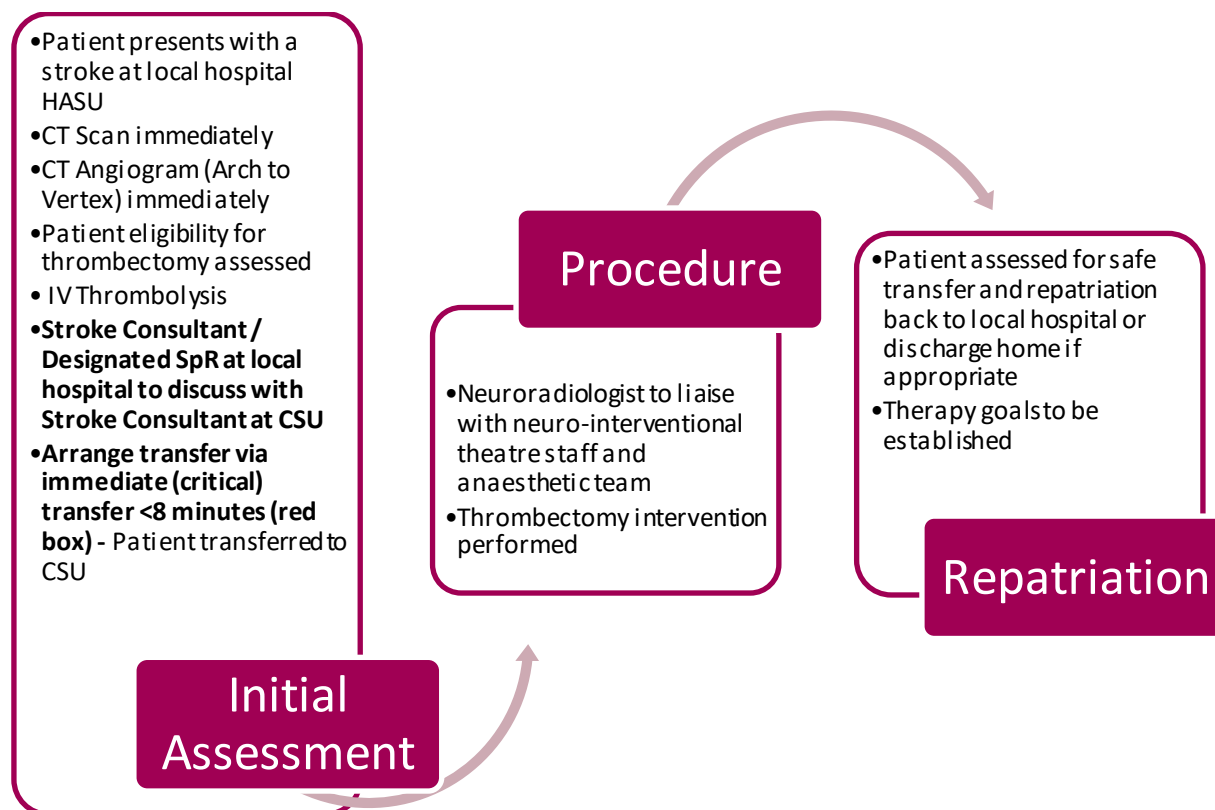 •Patient presents with a
stroke at local hospital
HASU
•CT Scan immediately
•CT Angiogram (Arch to
Vertex) immediately
•Patient eligibility for
thrombectomy assessed
• IV Thrombolysis
•Stroke Consultant /
Designated SpR at local
hospital to discuss with
Stroke Consultant at CSU
•Arrange transfer via
immediate (critical)
transfer <8 minutes (red
box) - Patient transferred to
CSU
Initial
Assessment
Procedure
•Neuroradiologist to liaise
with neuro-interventional
theatre staff and
anaesthetic team
•Thrombectomy intervention
performed
•Patient assessed for safe
transfer and repatriation
back to local hospital or
discharge home if
appropriate
•Therapy goals to be
established
Repatriation